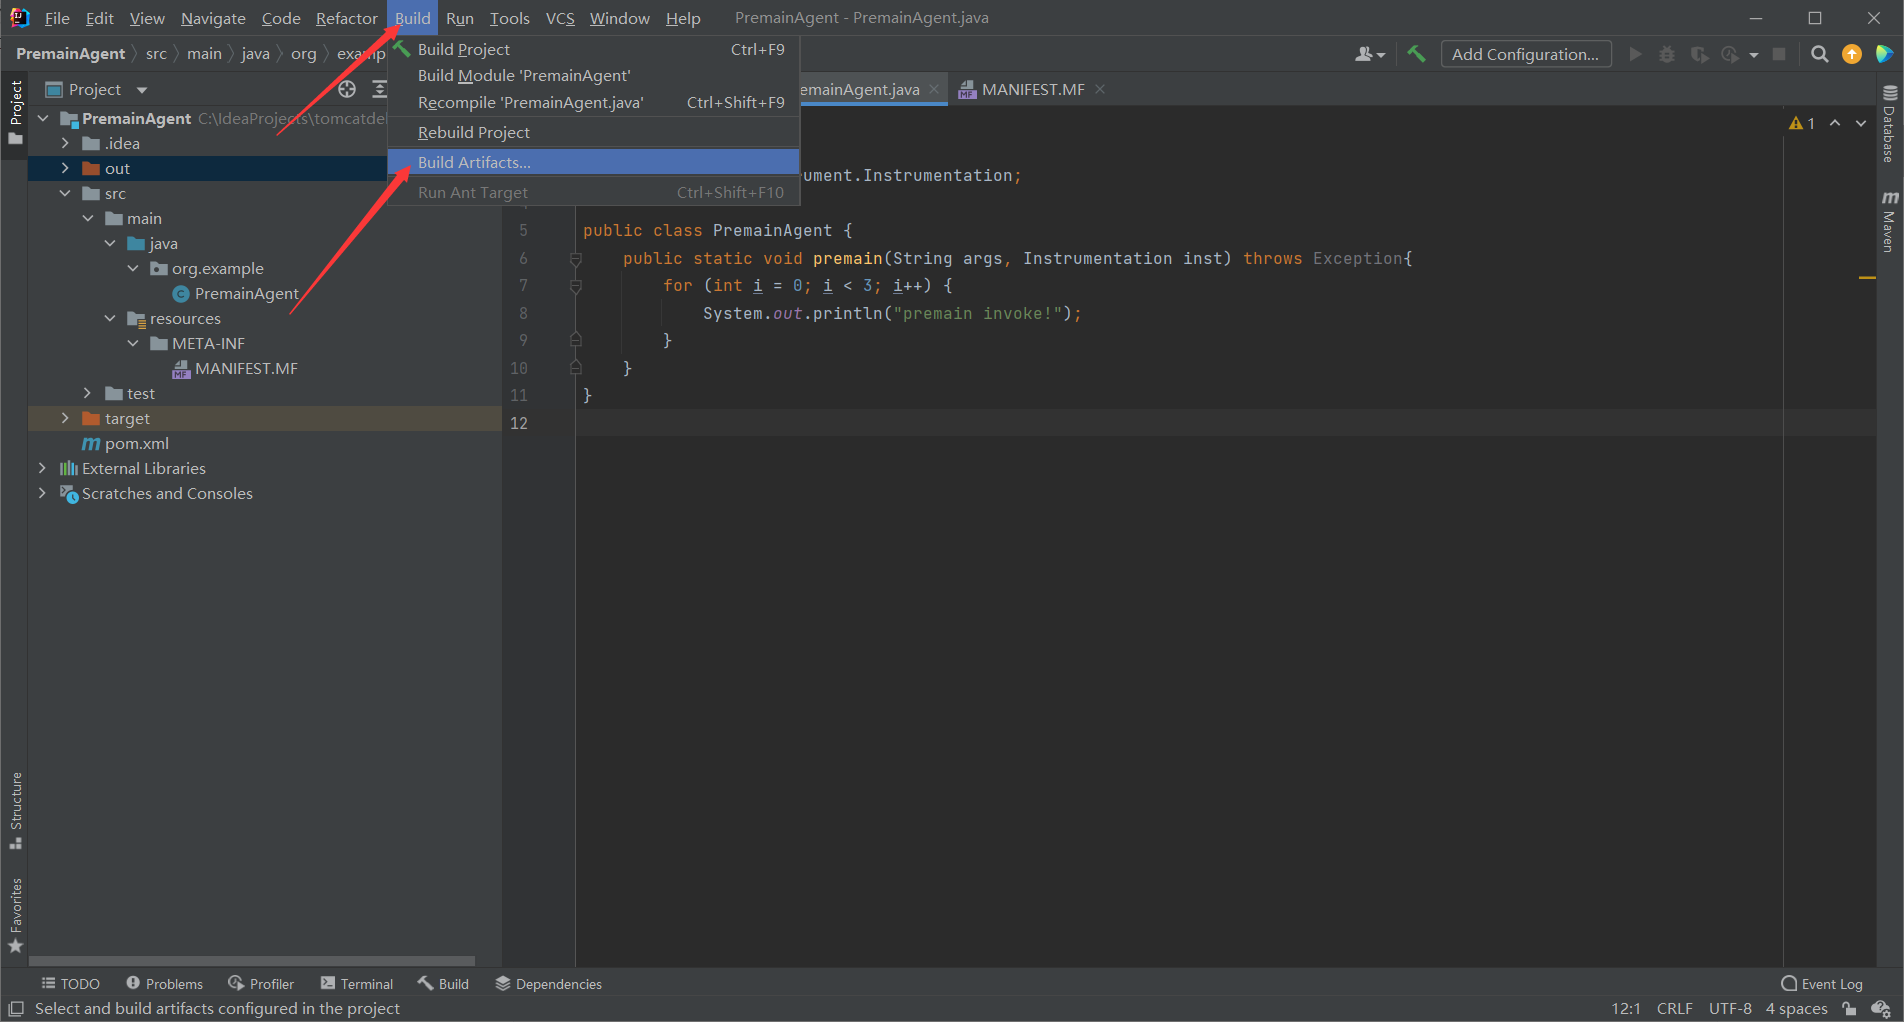 File Edit View Navigate Code Refactor Build Run Tools VCS Window Help PremainAgent - PremainAgent.java
PremainAgent src main java org examp
Add Configuration...
Build Project Ctrl+F9
Build Module 'PremainAgent'
Recompile 'PremainAgent.java' Ctrl+Shift+F9
Rebuild Project
Build Artifacts...
Run Ant Target Ctrl+Shift+F10
Project
Project
PremainAgent C:\IdeaProjects\tomcatde
.idea
out
src
main
java
org.example
PremainAgent
resources
META-INF
MANIFEST.MF
test
target
pom.xml
External Libraries
Scratches and Consoles
Structure
Favorites
emainAgent.java MANIFEST.MF
1
ument.Instrumentation;
5 public class PremainAgent {
6 public static void premain(String args, Instrumentation inst) throws Exception{
7 for (int i = 0; i < 3; i++) {
8 System.out.println("premain invoke!");
9 }
10 }
11 }
12
Database
Maven
TODO Problems Profiler Terminal Build Dependencies Event Log
Select and build artifacts configured in the project 12:1 CRLF UTF-8 4 spaces